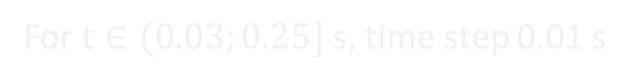 For t ∈ (0.03; 0.25] s, time step 0.01 s